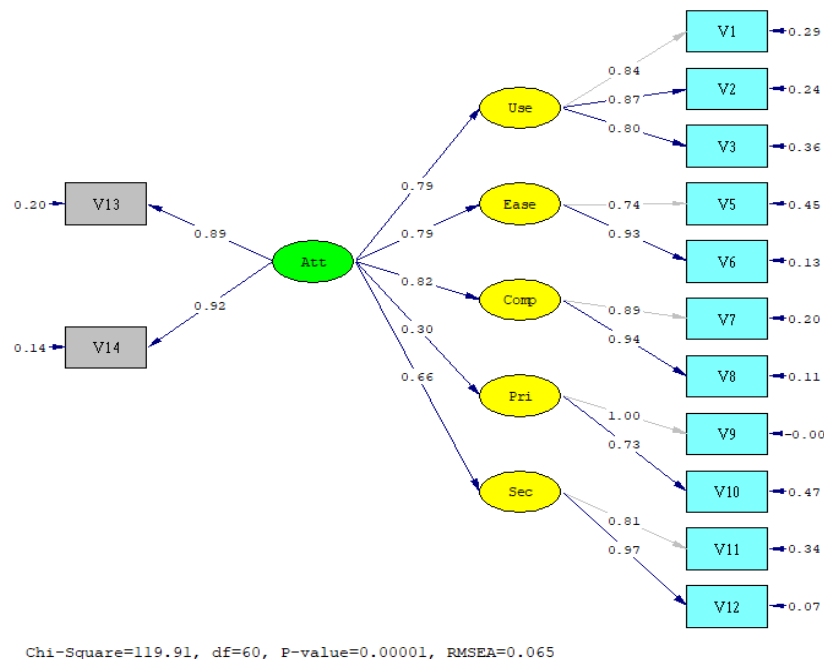 V1
0.29
0.84
V2
0.24
Use
0.87
0.80
V3
0.36
0.79
0.20
V13
Ease
0.74
V5
0.45
0.89
0.79
0.93
Att
V6
0.13
0.82
Comp
0.89
V7
0.20
0.92
0.30
0.94
0.14
V14
0.66
V8
0.11
Pri
1.00
V9
-0.00
0.73
Sec
V10
0.47
0.81
V11
0.34
0.97
V12
0.07
Chi-Square=119.91, df=60, P-value=0.00001, RMSEA=0.065